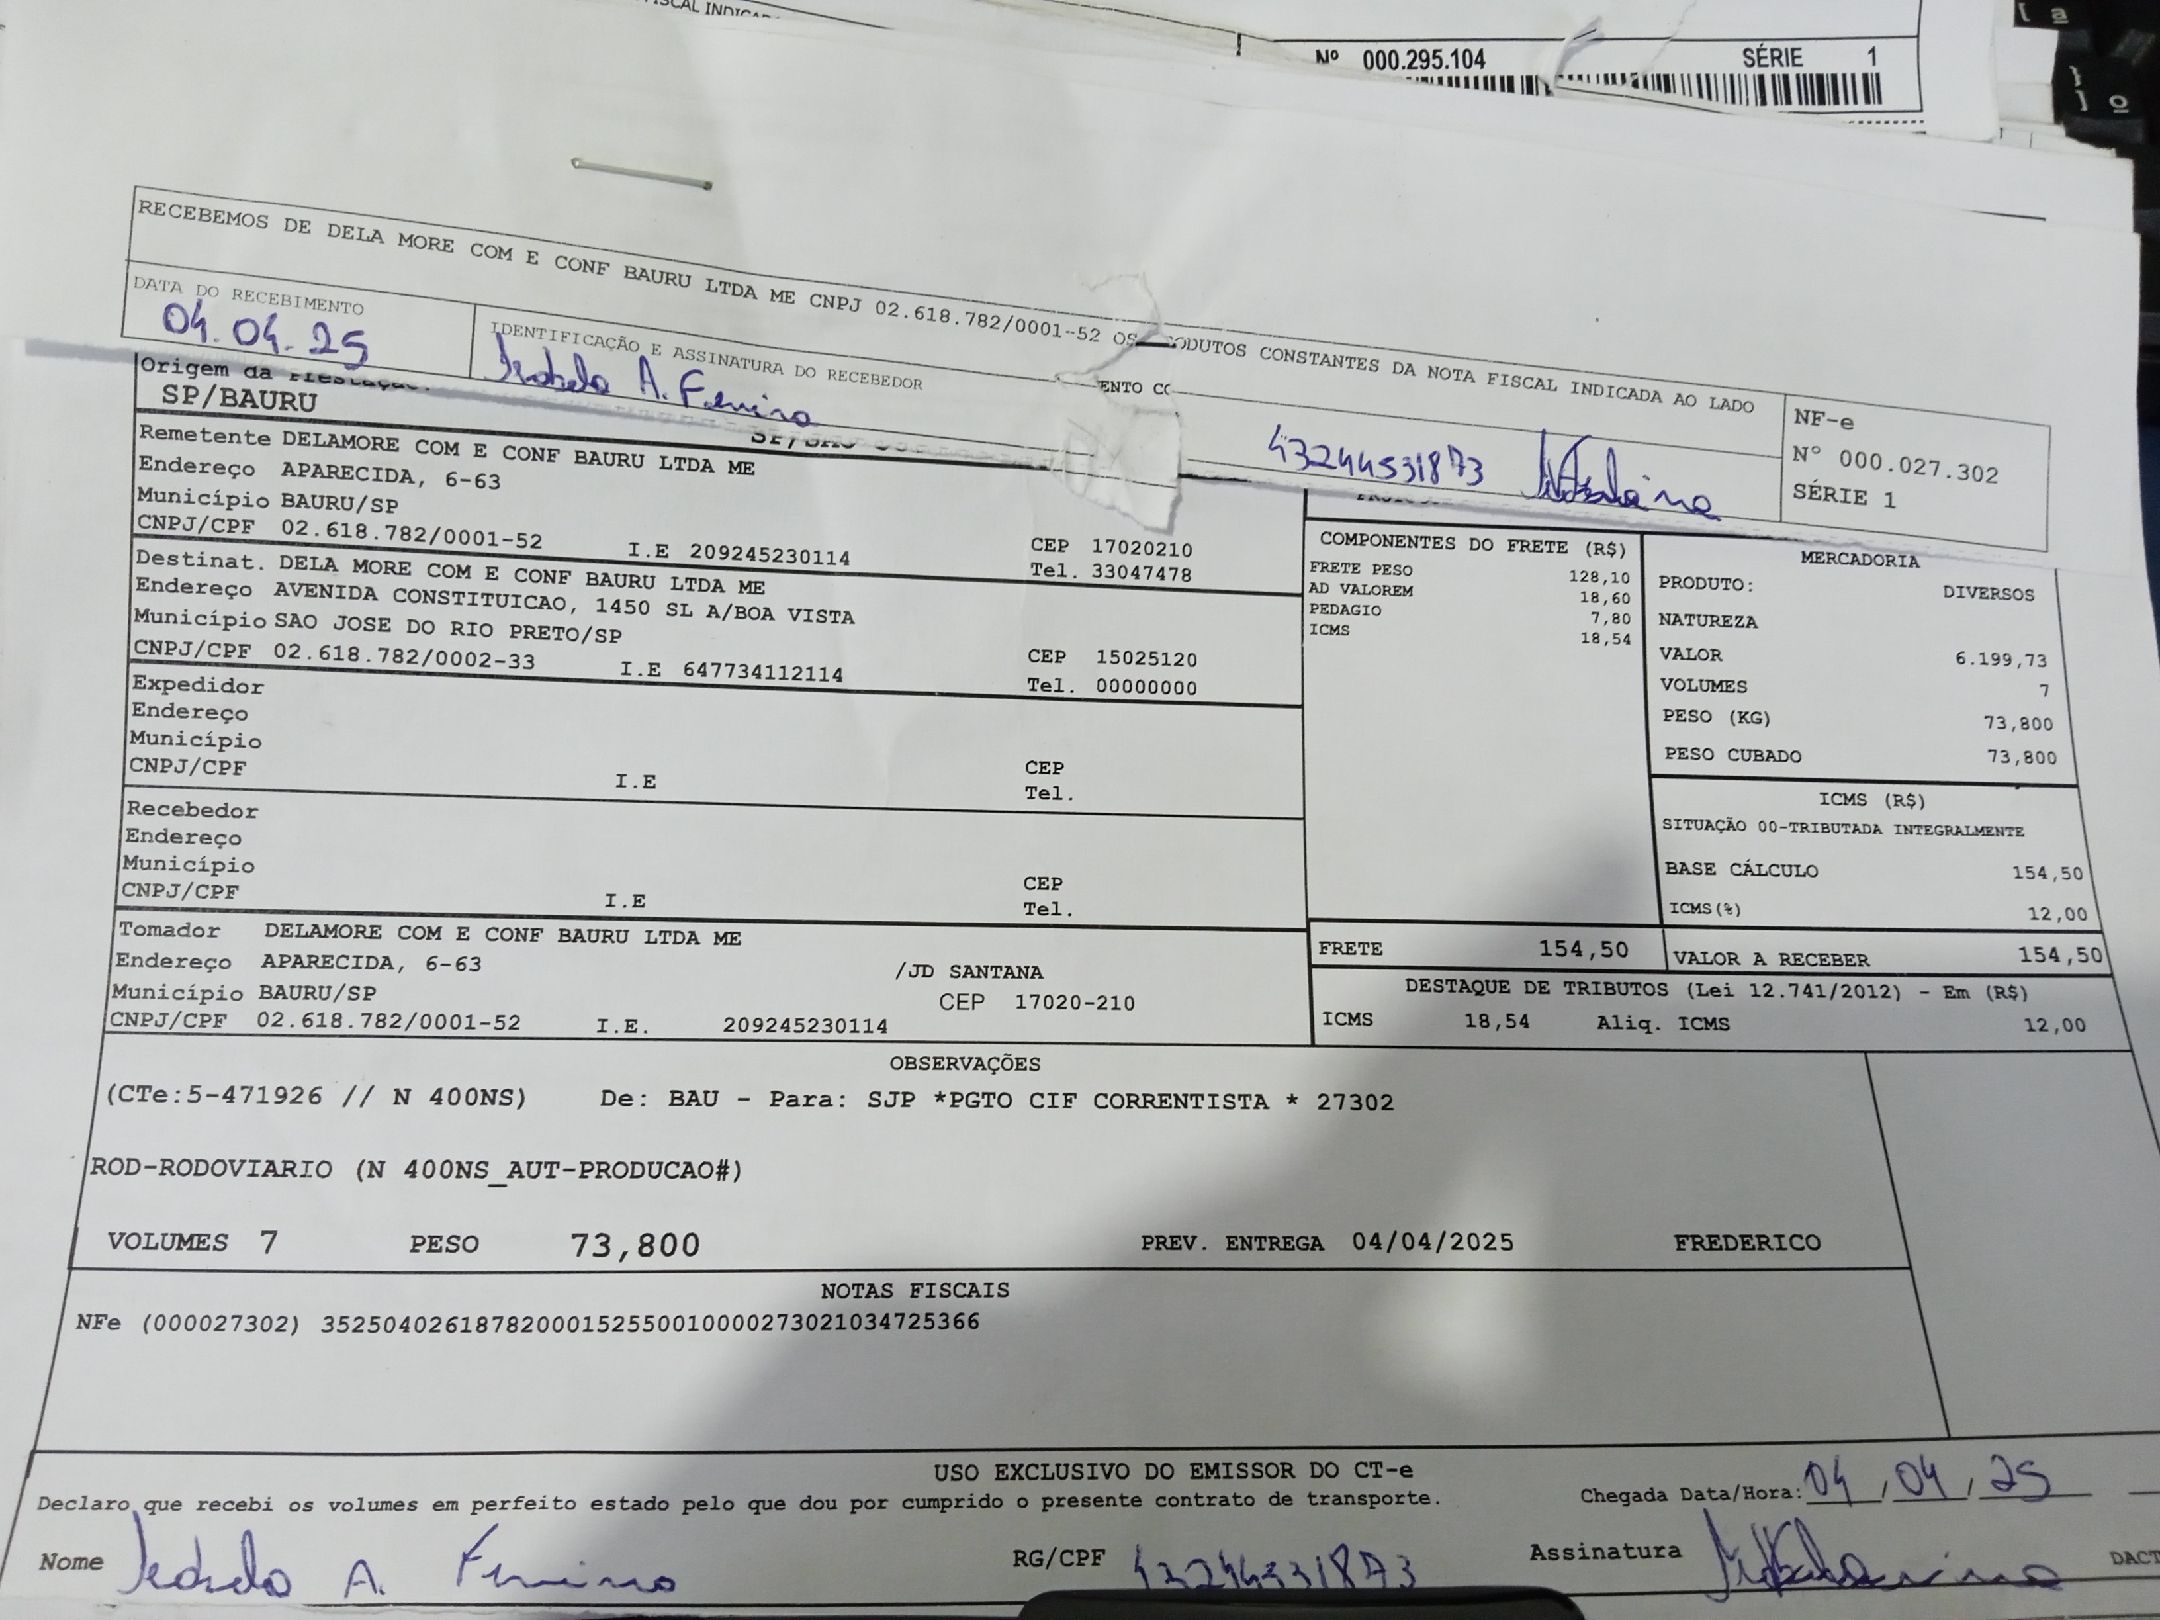 Nº 000.295.104 SÉRIE 1
RECEBEMOS DE DELA MORE COM E CONF BAURU LTDA ME CNPJ 02.618.782/0001-52 OS CONSTANTES DA NOTA FISCAL INDICADA AO LADO
DATA DO RECEBIMENTO
04.04.25
IDENTIFICAÇÃO E ASSINATURA DO RECEBEDOR
A.
43244531873
NF-e
Nº 000.027.302
SÉRIE 1
Origem da
SP/BAURU
Remetente DELAMORE COM E CONF BAURU LTDA ME
Endereço APARECIDA, 6-63
Município BAURU/SP
CNPJ/CPF 02.618.782/0001-52 I.E 209245230114
CEP 17020210
Tel. 33047478
Destinat. DELA MORE COM E CONF BAURU LTDA ME
Endereço AVENIDA CONSTITUICAO, 1450 SL A/BOA VISTA
Município SAO JOSE DO RIO PRETO/SP
CNPJ/CPF 02.618.782/0002-33 I.E 647734112114
CEP 15025120
Tel. 00000000
Expedidor
Endereço
Município
CNPJ/CPF I.E
CEP
Tel.
Recebedor
Endereço
Município
CNPJ/CPF I.E
CEP
Tel.
Tomador DELAMORE COM E CONF BAURU LTDA ME
Endereço APARECIDA, 6-63 /JD SANTANA
Município BAURU/SP CEP 17020-210
CNPJ/CPF 02.618.782/0001-52 I.E. 209245230114
COMPONENTES DO FRETE (R$)
FRETE PESO 128,10
AD VALOREM 18,60
PEDAGIO 7,80
ICMS 18,54
MERCADORIA
PRODUTO: DIVERSOS
NATUREZA
VALOR 6.199,73
VOLUMES 7
PESO (KG) 73,800
PESO CUBADO 73,800
ICMS (R$)
SITUAÇÃO 00-TRIBUTADA INTEGRALMENTE
BASE CÁLCULO 154,50
ICMS(%) 12,00
FRETE 154,50 VALOR A RECEBER 154,50
DESTAQUE DE TRIBUTOS (Lei 12.741/2012) - Em (R$)
ICMS 18,54 Aliq. ICMS 12,00
OBSERVAÇÕES
(CTe:5-471926 // N 400NS) De: BAU - Para: SJP *PGTO CIF CORRENTISTA * 27302
ROD-RODOVIARIO (N 400NS_AUT-PRODUCAO#)
VOLUMES 7 PESO 73,800 PREV. ENTREGA 04/04/2025 FREDERICO
NOTAS FISCAIS
NFe (000027302) 35250402618782000152550010000273021034725366
USO EXCLUSIVO DO EMISSOR DO CT-e
Declaro que recebi os volumes em perfeito estado pelo que dou por cumprido o presente contrato de transporte. Chegada Data/Hora: 04/04/25
Nome A. RG/CPF 43244531873 Assinatura